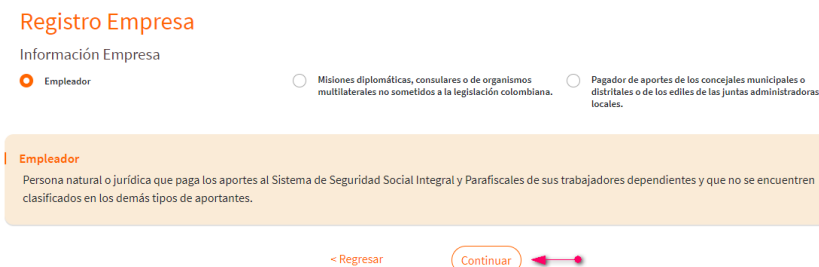 Registro Empresa
Información Empresa
Empleador
Misiones diplomáticas, consulares o de organismos
multilaterales no sometidos a la legislación colombiana.
Pagador de aportes de los concejales municipales o
distritales o de los ediles de las juntas administradoras
locales.
Empleador
Persona natural o jurídica que paga los aportes al Sistema de Seguridad Social Integral y Parafiscales de sus trabajadores dependientes y que no se encuentren
clasificados en los demás tipos de aportantes.
< Regresar
Continuar